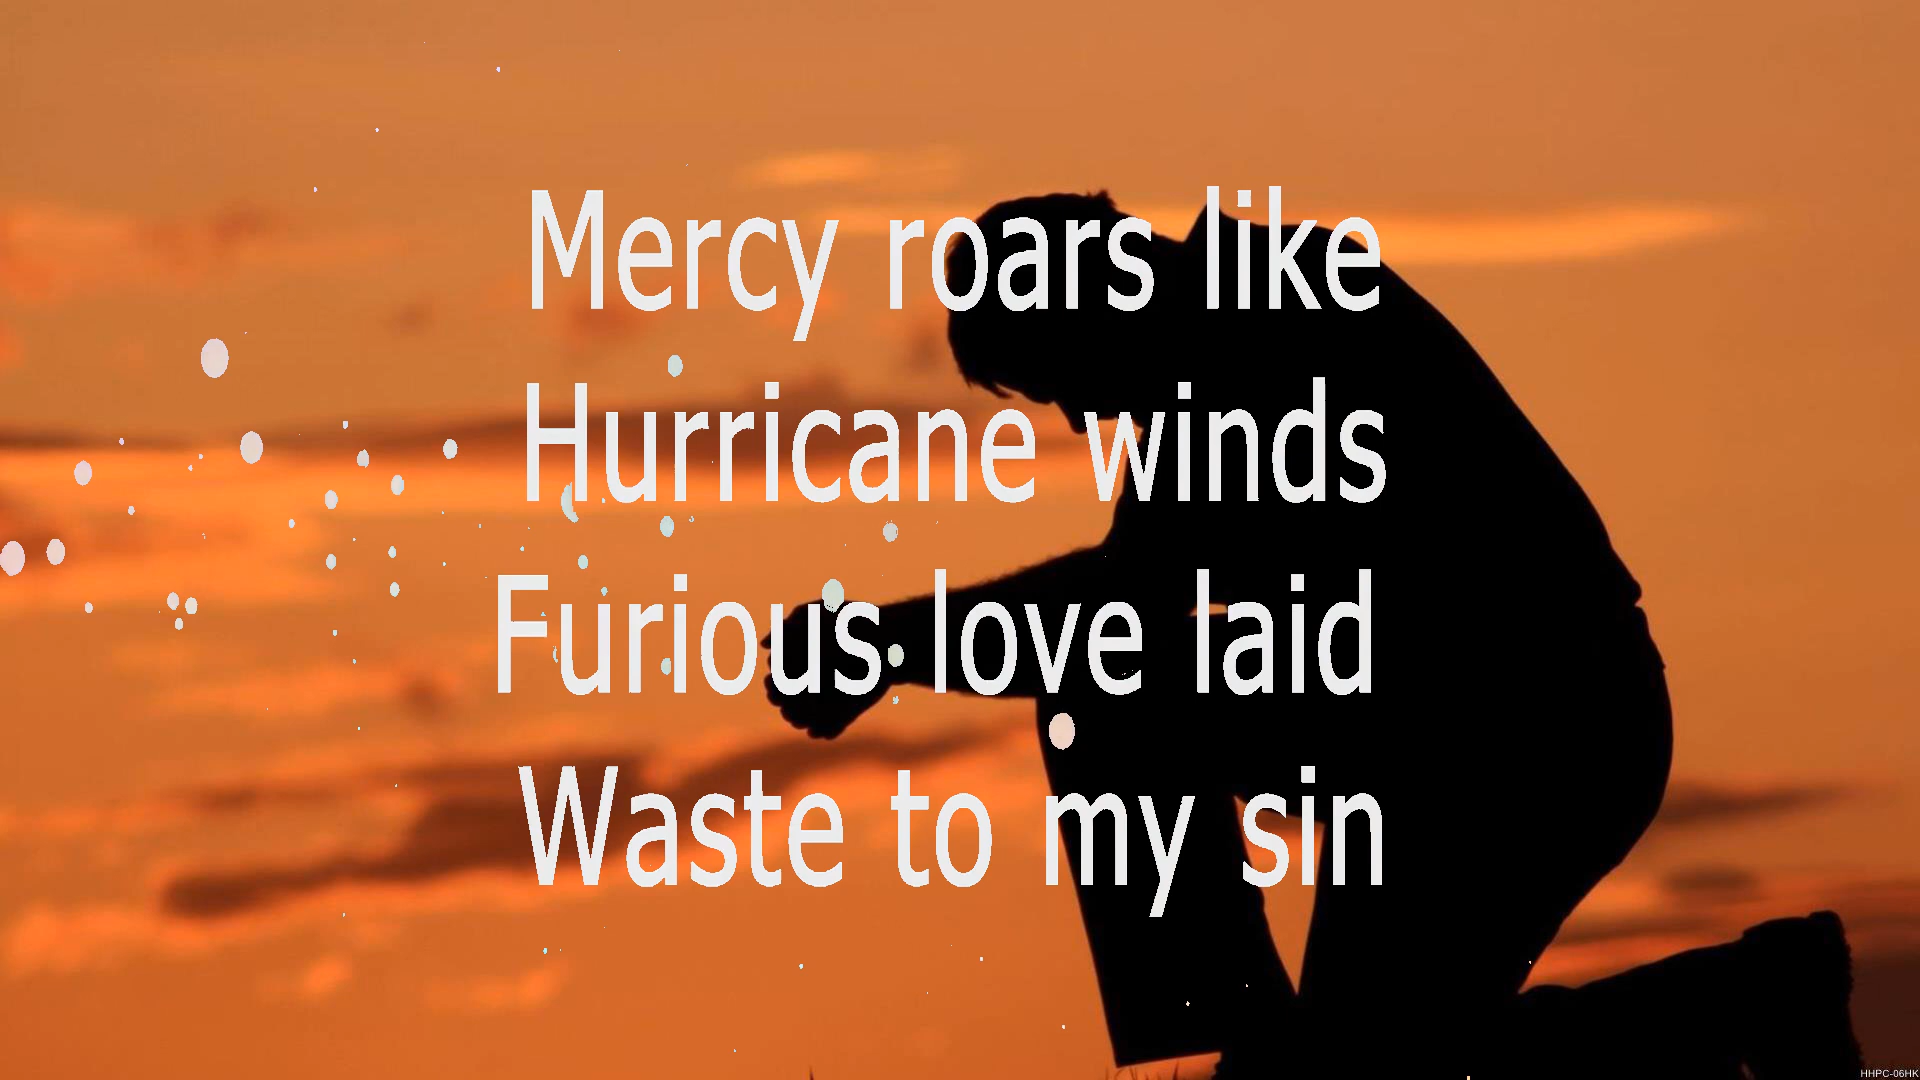 Mercy roars like
Hurricane winds
Furious love laid
Waste to my sin
HHPC-06HK